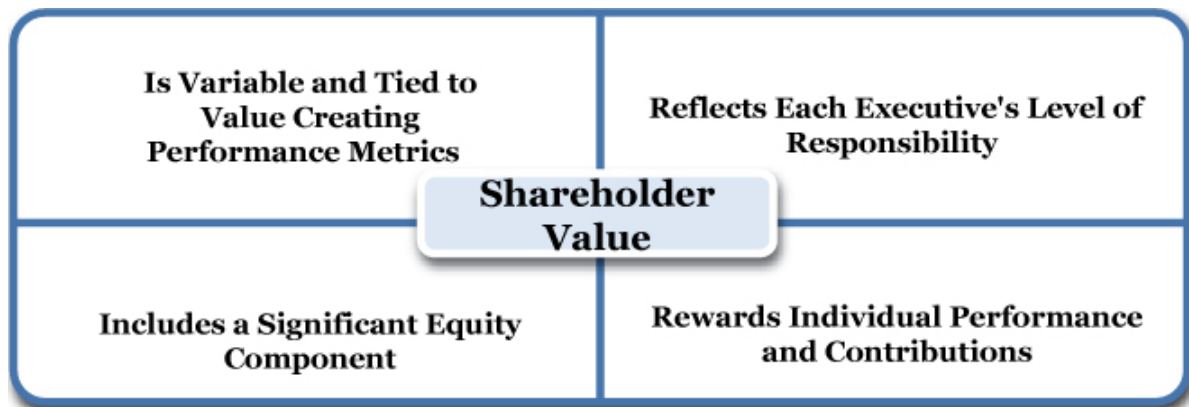 Is Variable and Tied to
Value Creating
Performance Metrics
Reflects Each Executive's Level of
Responsibility
Shareholder
Value
Includes a Significant Equity
Component
Rewards Individual Performance
and Contributions